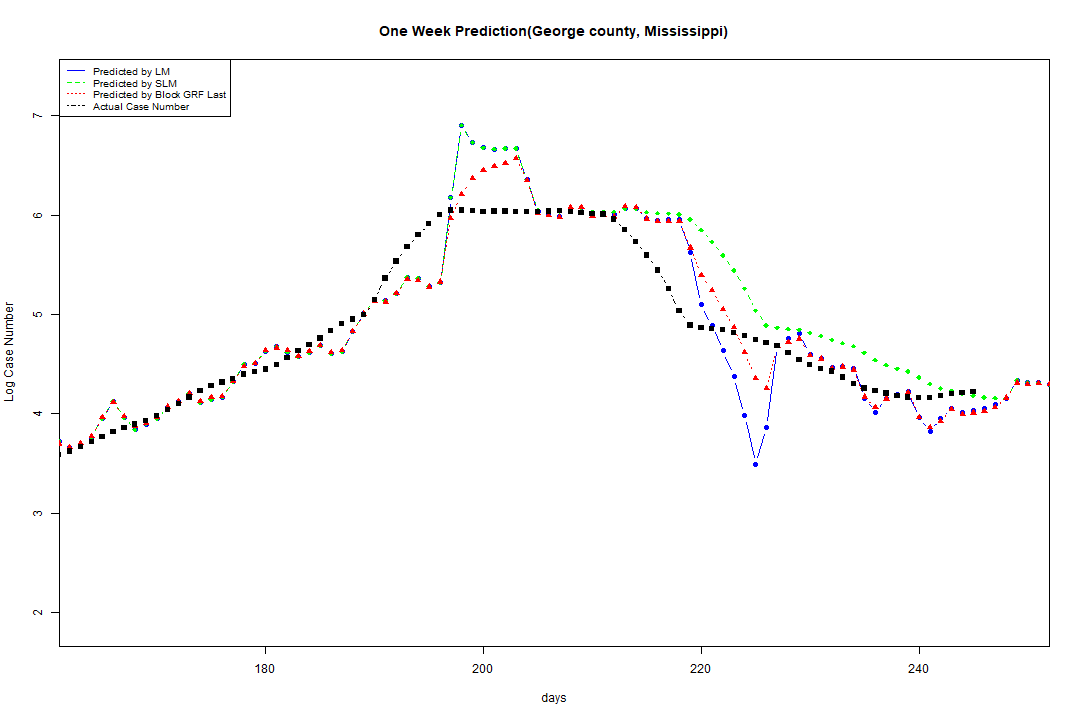 One Week Prediction(George county, Mississippi)
Predicted by LM
Predicted by SLM
Predicted by Block GRF Last
Actual Case Number
7
6
5
4
3
2
Log Case Number
180 200 220 240
days